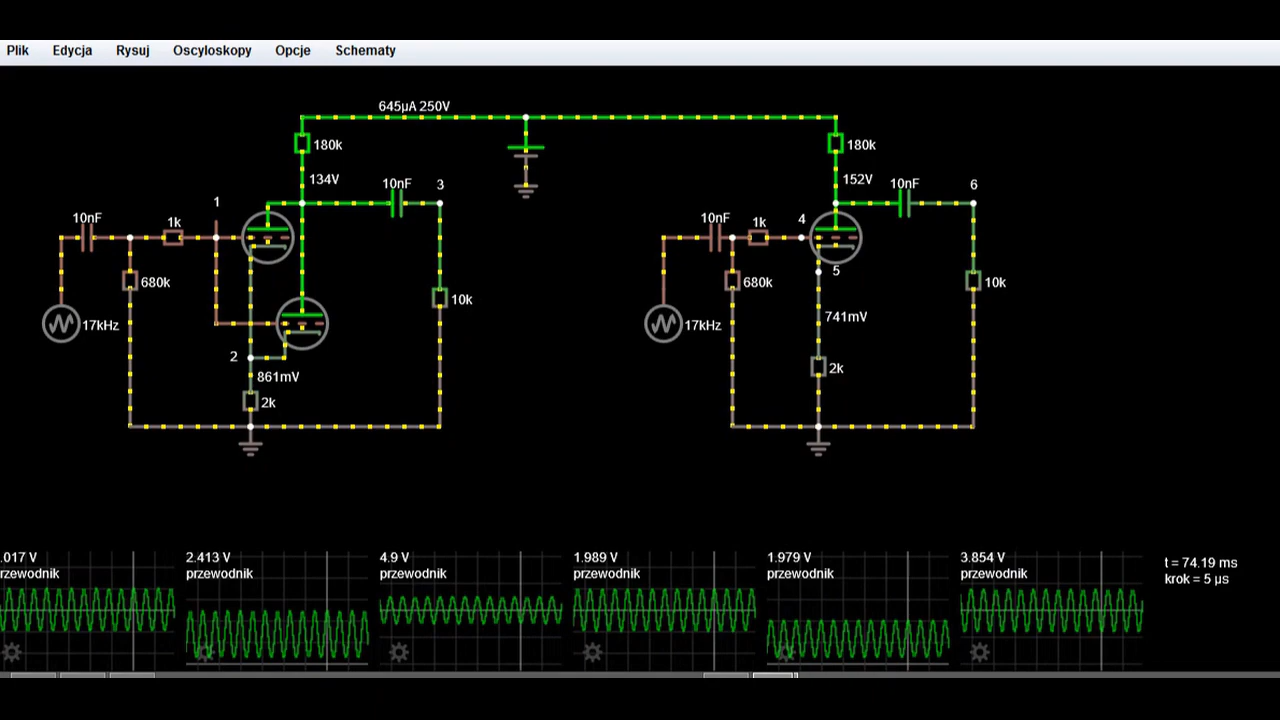 Plik Edycja Rysuj Oscyloskopy Opcje Schematy
645µA 250V
180k 180k
134V 152V
10nF 3 10nF 6
1 4
10nF 1k 10nF 1k
5
680k 680k 10k
10k
17kHz 741mV 17kHz
2
861mV 2k
2k
.017 V 2.413 V 4.9 V 1.989 V 1.979 V 3.854 V
rzewodnik przewodnik przewodnik przewodnik przewodnik przewodnik
t = 74.19 ms
krok = 5 µs